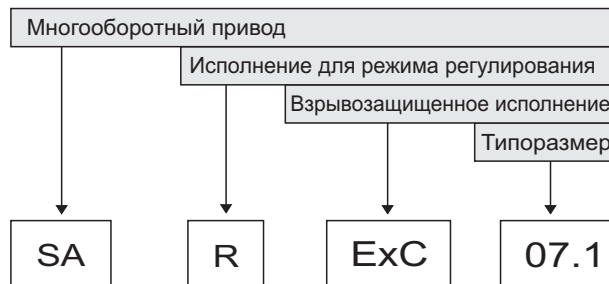 Многооборотный привод
Исполнение для режима регулирования
Взрывозащищенное исполнение
Типоразмер
SA R ExC 07.1